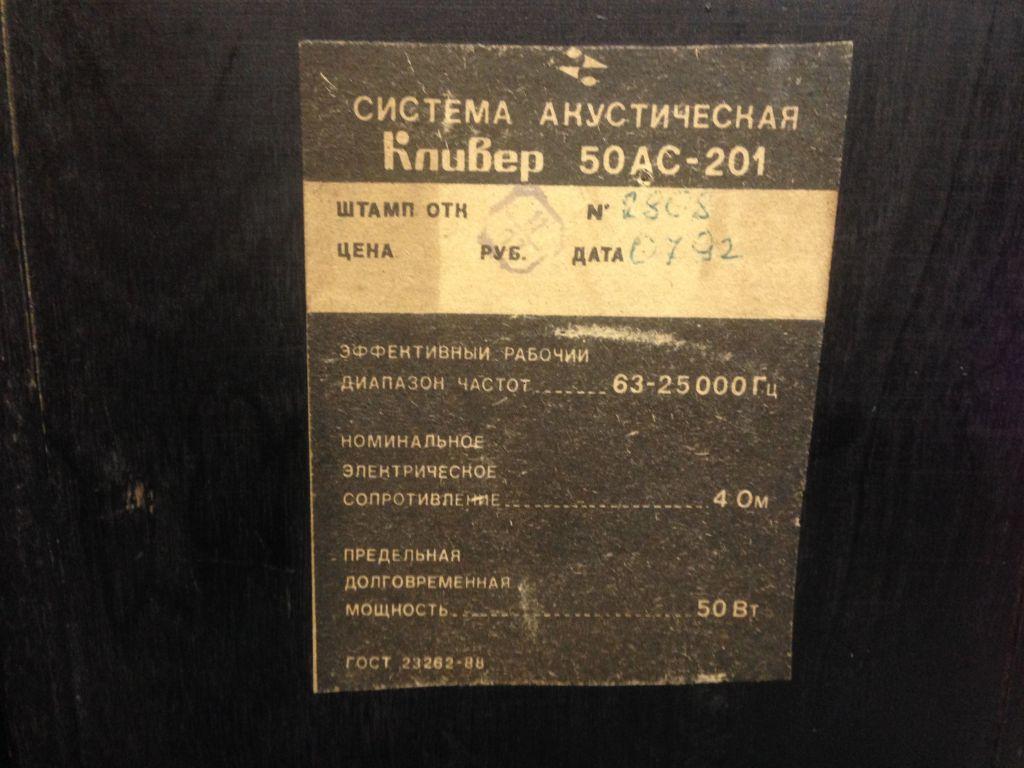 СИСТЕМА АКУСТИЧЕСКАЯ
Кливер 50АС-201
ШТАМП ОТК N°
ЦЕНА РУБ. ДАТА 0792
ЭФФЕКТИВНЫЙ РАБОЧИЙ
ДИАПАЗОН ЧАСТОТ 63-25000 Гц
НОМИНАЛЬНОЕ
ЭЛЕКТРИЧЕСКОЕ
СОПРОТИВЛЕНИЕ 4 Ом
ПРЕДЕЛЬНАЯ
ДОЛГОВРЕМЕННАЯ
МОЩНОСТЬ 50 Вт
ГОСТ 23262-88